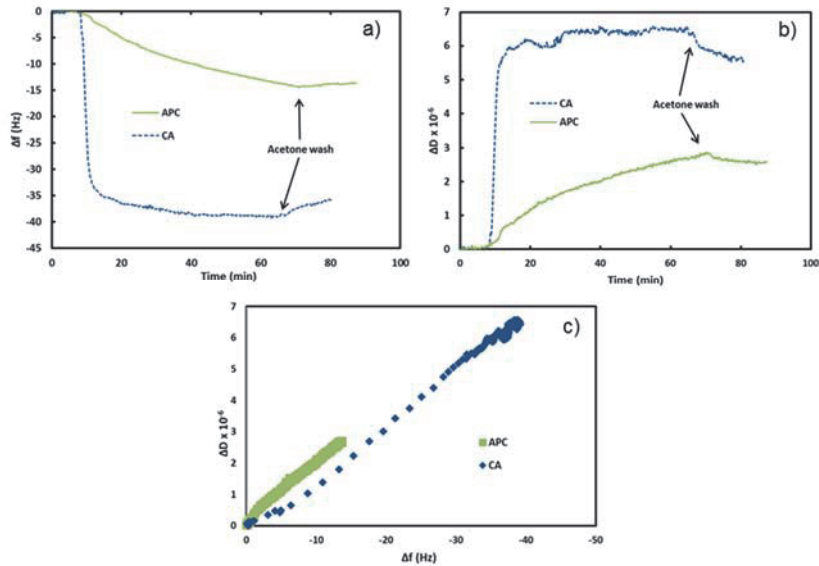 a)
0
-5
-10
-15
-20
-25
-30
-35
-40
-45
Δf (Hz)
APC
CA
Acetone wash
0 20 40 60 80 100
Time (min)
b)
7
6
5
4
3
2
1
0
ΔD x 10⁻⁶
CA
APC
Acetone wash
0 20 40 60 80 100
Time (min)
c)
7
6
5
4
3
2
1
0
ΔD x 10⁻⁶
APC
CA
0 -10 -20 -30 -40 -50
Δf (Hz)